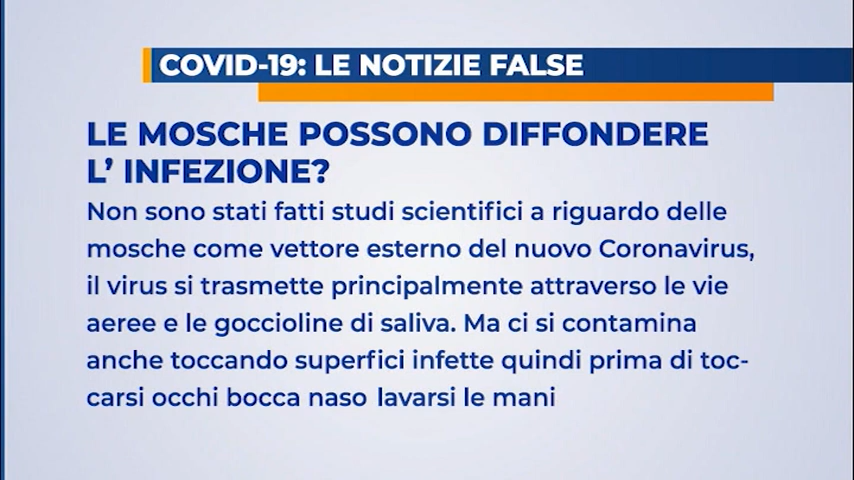 COVID-19: LE NOTIZIE FALSE
LE MOSCHE POSSONO DIFFONDERE
L’ INFEZIONE?
Non sono stati fatti studi scientifici a riguardo delle
mosche come vettore esterno del nuovo Coronavirus,
il virus si trasmette principalmente attraverso le vie
aeree e le goccioline di saliva. Ma ci si contamina
anche toccando superfici infette quindi prima di toc-
carsi occhi bocca naso lavarsi le mani